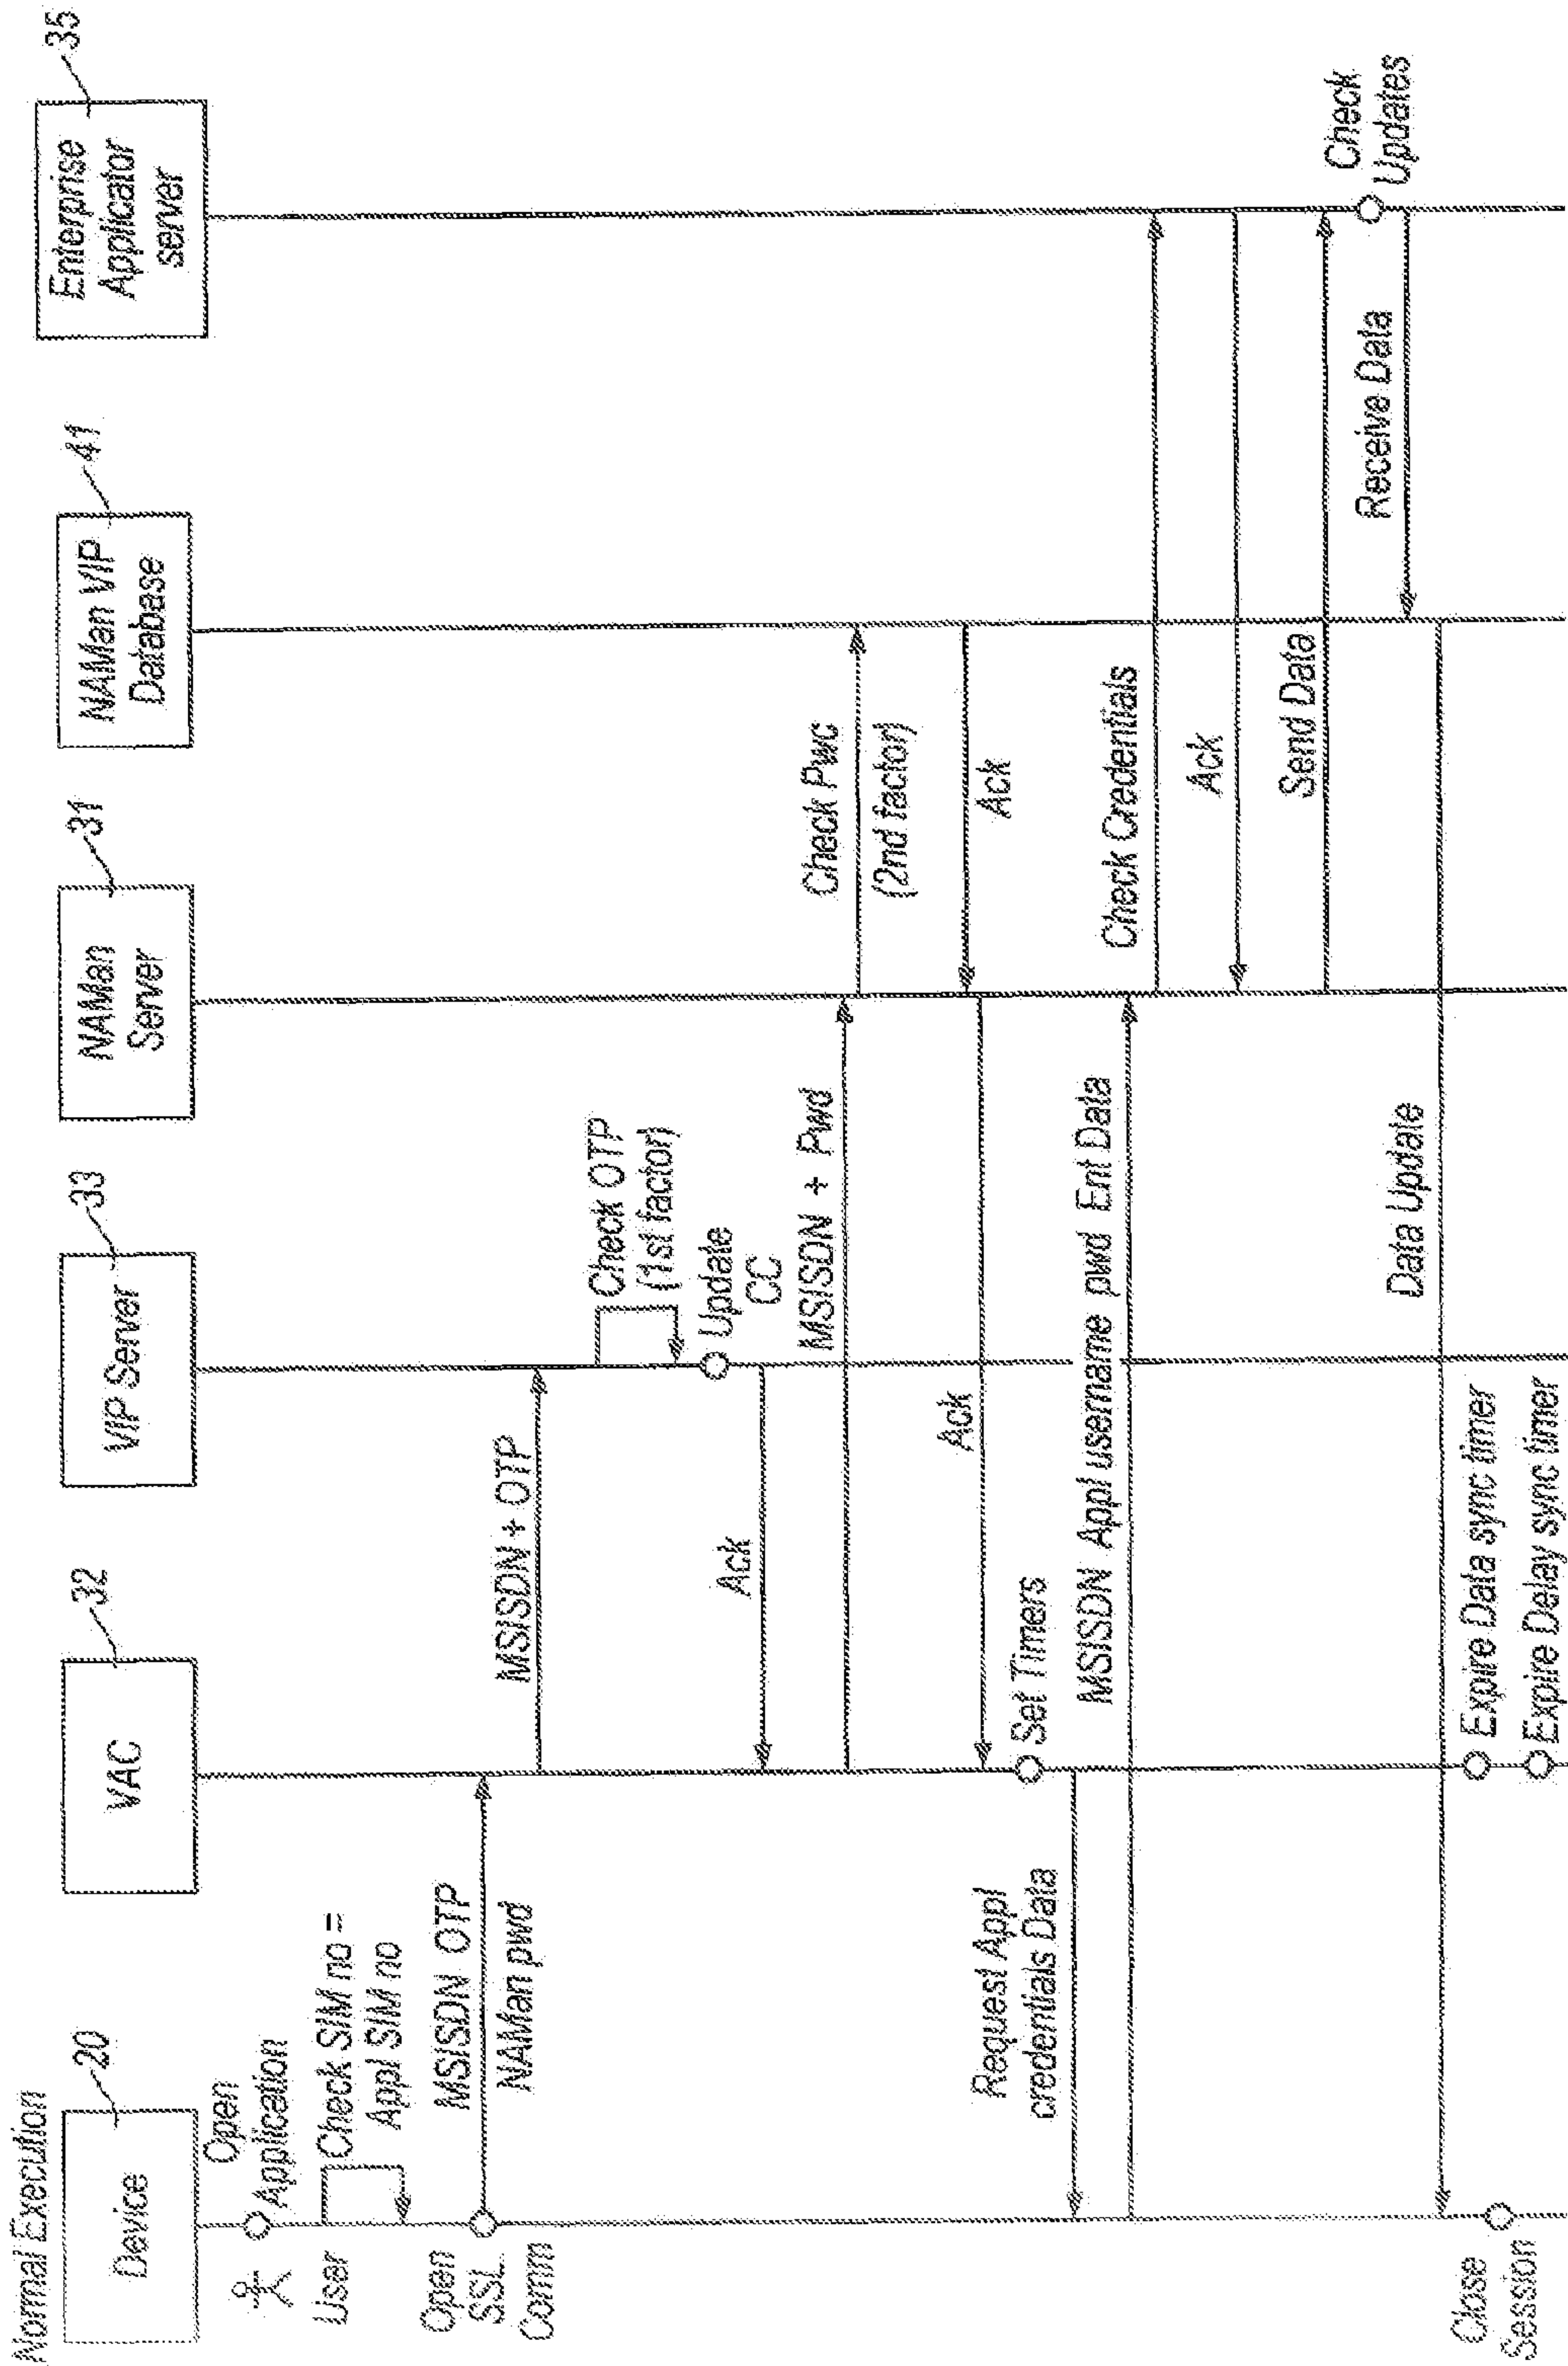 Normal Execution
Device
20
VAC
32
VIP Server
33
NAMan
Server
31
NAMan VIP
Database
41
Enterprise
Applicator
server
35
Open
Application
User
Check SIM no =
Appl SIM no
Open
SSL
Comm
MSISDN OTP
NAMan pwd
MSISDN + OTP
Check OTP
(1st factor)
Update
CC
Ack
MSISDN + Pwd
Check Pwc
(2nd factor)
Ack
Ack
Set Timers
Request Appl
credentials Data
MSISDN Appl username pwd Ent Data
Check Credentials
Ack
Send Data
Check
Updates
Receive Data
Data Update
Expire Data sync timer
Close
Session
Expire Delay sync timer